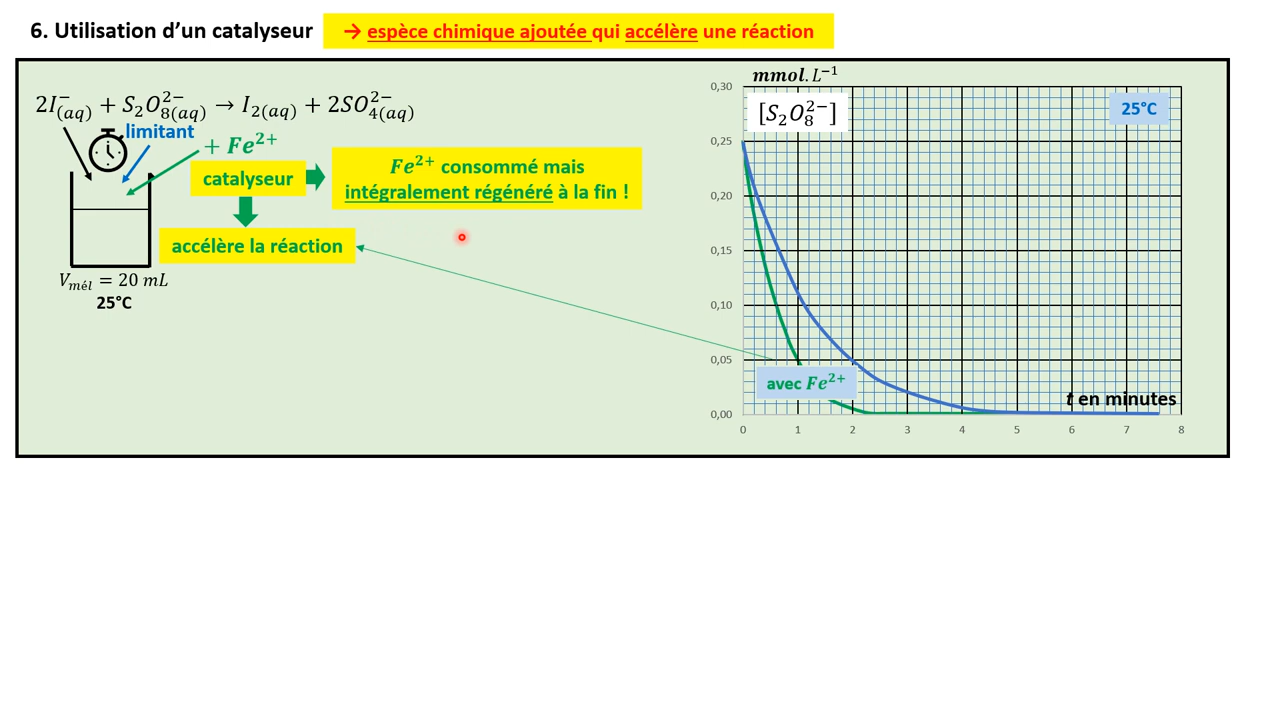 6. Utilisation d’un catalyseur
→ espèce chimique ajoutée qui accélère une réaction
2I⁻(aq) + S₂O₈²⁻(aq) → I₂(aq) + 2SO₄²⁻(aq)
limitant
+ Fe²⁺
catalyseur
Fe²⁺ consommé mais
intégralement régénéré à la fin !
accélère la réaction
Vmél = 20 mL
25°C
mmol.L⁻¹
[S₂O₈²⁻]
25°C
0,30
0,25
0,20
0,15
0,10
0,05
0,00
avec Fe²⁺
t en minutes
0 1 2 3 4 5 6 7 8